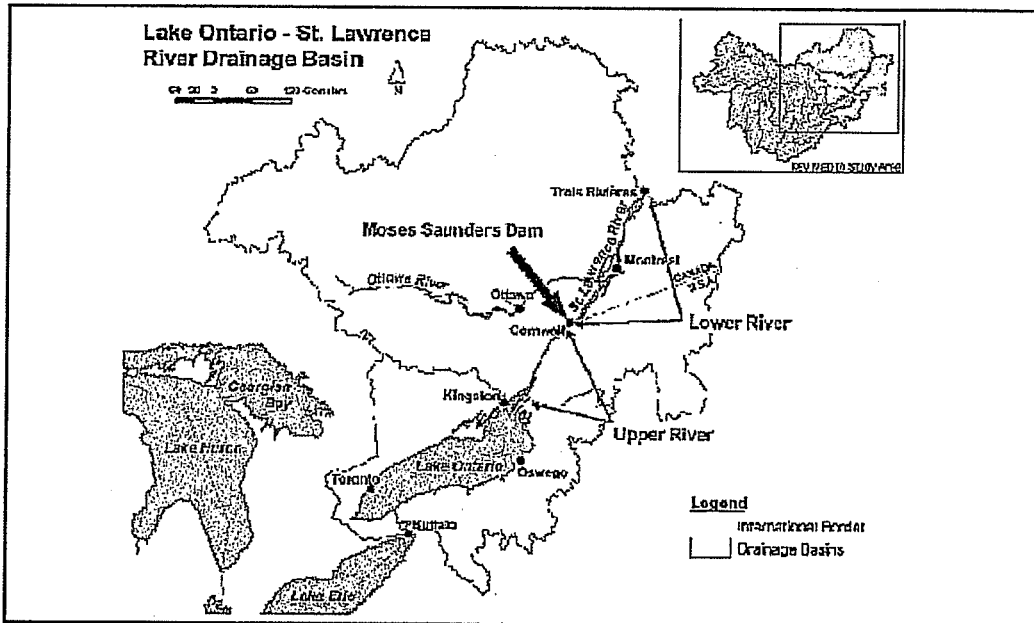 Lake Ontario - St. Lawrence
River Drainage Basin
N
Trois Rivières
Moses Saunders Dam
St. Lawrence River
Montreal
Ottawa River
Ottawa
CANADA
U.S.A.
Cornwall
Lower River
Georgian
Bay
Kingston
Upper River
Lake Huron
Lake Ontario
Toronto
Oswego
Buffalo
Legend
International Border
Drainage Basins
Lake Erie